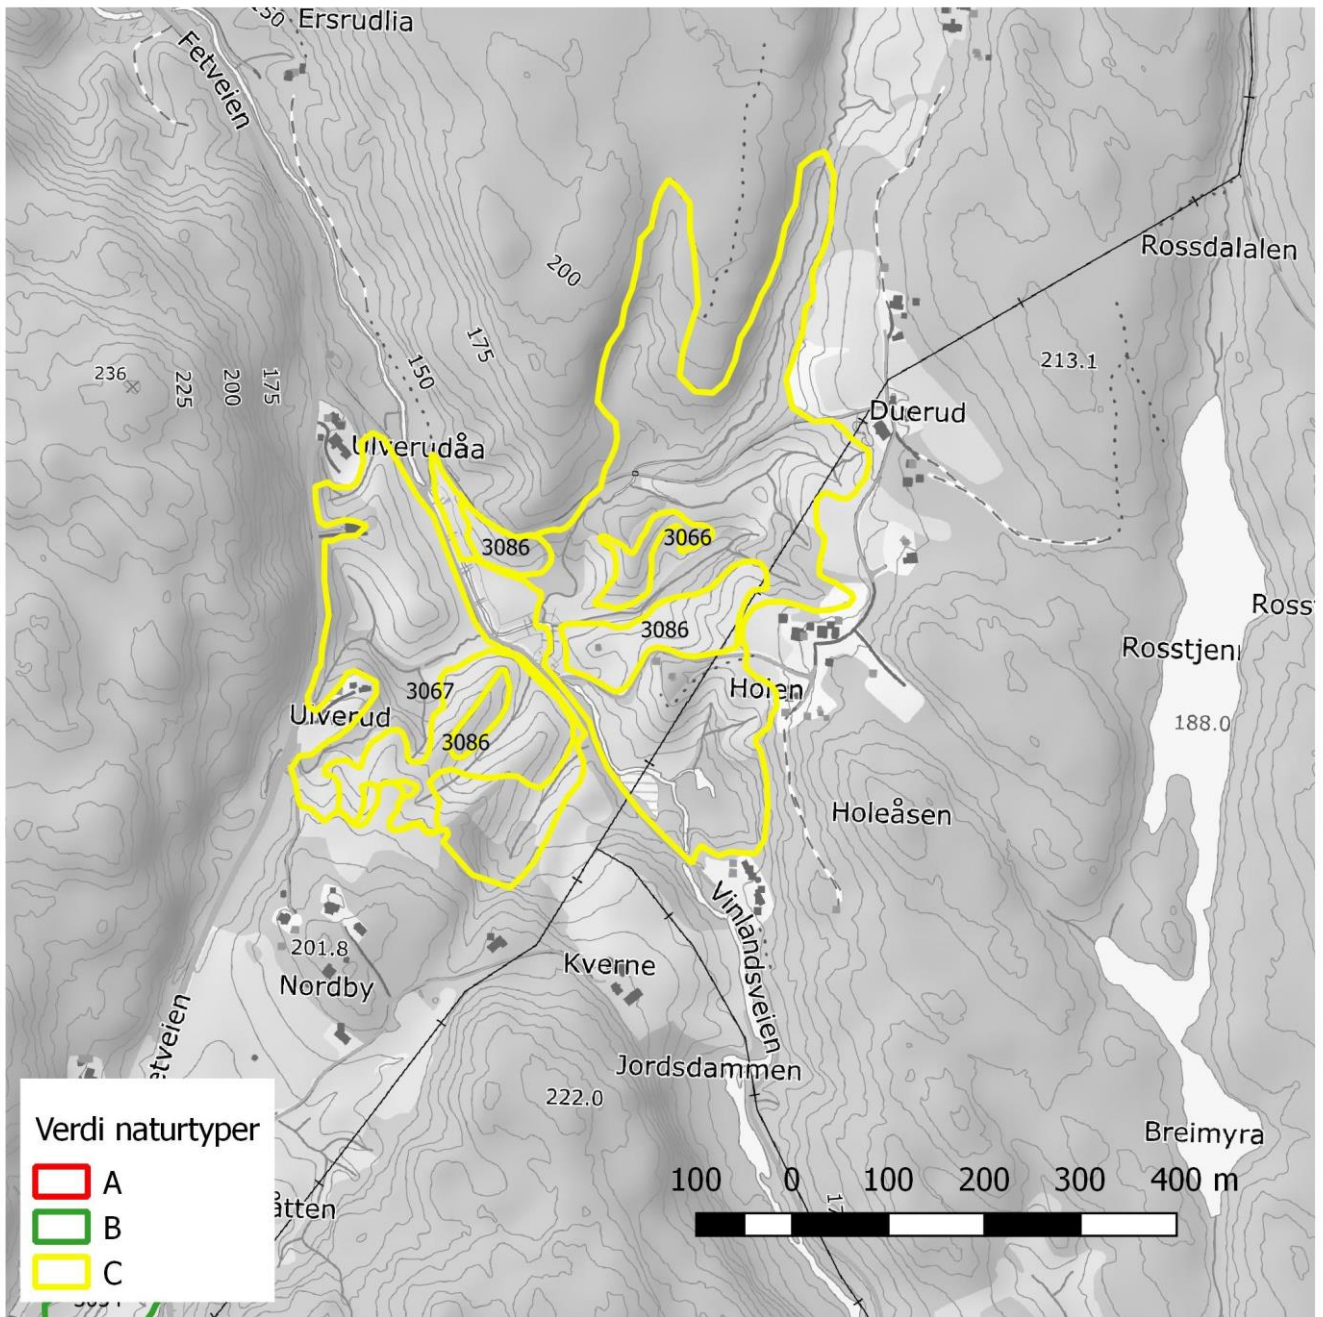 Ersrudlia
Fetveien
Rossdalalen
200
175
150
213.1
236
225
200
175
Duerud
Ulverudåa
3066
3086
3086
Ross
Rosstjen
3067
Holen
Ulverud
188.0
3086
Holeåsen
Vinlandsveien
201.8
Kverne
Nordby
etveien
Jordsdammen
222.0
Breimyra
Verdi naturtyper
A
B
C
åtten
100 0 100 200 300 400 m